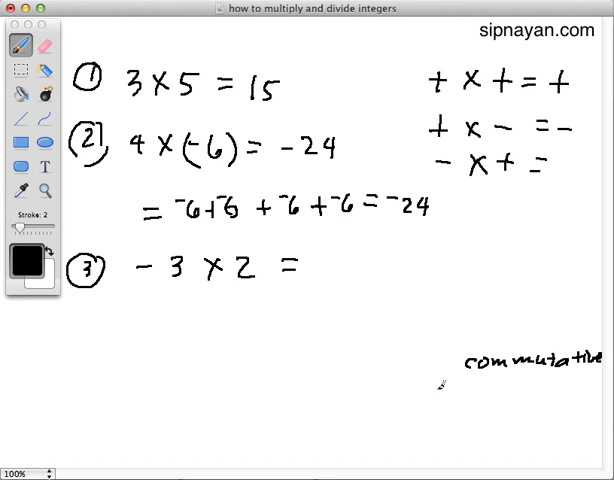 how to multiply and divide integers
sipnayan.com
① 3 × 5 = 15
+ × + = +
② 4 × (-6) = -24
+ × - = -
- × + =
= -6 + -6 + -6 + -6 = -24
③ - 3 × 2 =
commutative
T
Stroke: 2
100%